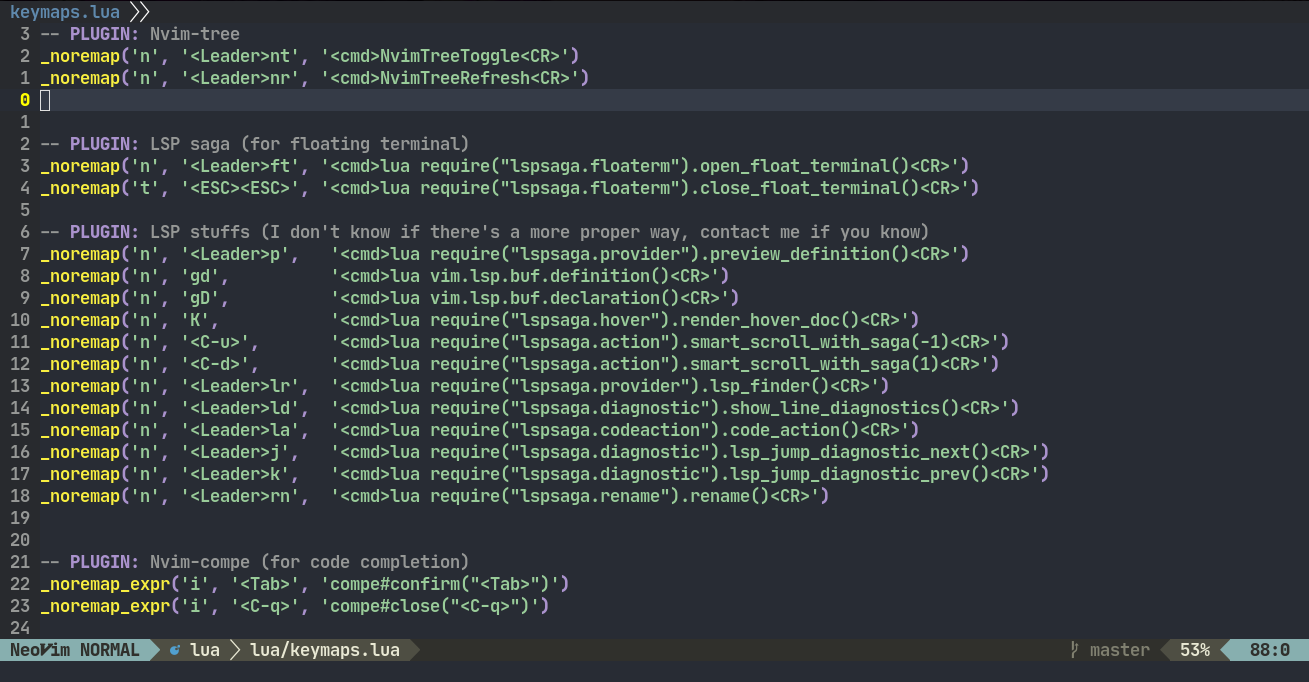 keymaps.lua
3 -- PLUGIN: Nvim-tree
2 _noremap('n', '<Leader>nt', '<cmd>NvimTreeToggle<CR>')
1 _noremap('n', '<Leader>nr', '<cmd>NvimTreeRefresh<CR>')
0
1
2 -- PLUGIN: LSP saga (for floating terminal)
3 _noremap('n', '<Leader>ft', '<cmd>lua require("lspsaga.floaterm").open_float_terminal()<CR>')
4 _noremap('t', '<ESC><ESC>', '<cmd>lua require("lspsaga.floaterm").close_float_terminal()<CR>')
5
6 -- PLUGIN: LSP stuffs (I don't know if there's a more proper way, contact me if you know)
7 _noremap('n', '<Leader>p',   '<cmd>lua require("lspsaga.provider").preview_definition()<CR>')
8 _noremap('n', 'gd',          '<cmd>lua vim.lsp.buf.definition()<CR>')
9 _noremap('n', 'gD',          '<cmd>lua vim.lsp.buf.declaration()<CR>')
10 _noremap('n', 'K',           '<cmd>lua require("lspsaga.hover").render_hover_doc()<CR>')
11 _noremap('n', '<C-u>',       '<cmd>lua require("lspsaga.action").smart_scroll_with_saga(-1)<CR>')
12 _noremap('n', '<C-d>',       '<cmd>lua require("lspsaga.action").smart_scroll_with_saga(1)<CR>')
13 _noremap('n', '<Leader>lr',  '<cmd>lua require("lspsaga.provider").lsp_finder()<CR>')
14 _noremap('n', '<Leader>ld',  '<cmd>lua require("lspsaga.diagnostic").show_line_diagnostics()<CR>')
15 _noremap('n', '<Leader>la',  '<cmd>lua require("lspsaga.codeaction").code_action()<CR>')
16 _noremap('n', '<Leader>j',   '<cmd>lua require("lspsaga.diagnostic").lsp_jump_diagnostic_next()<CR>')
17 _noremap('n', '<Leader>k',   '<cmd>lua require("lspsaga.diagnostic").lsp_jump_diagnostic_prev()<CR>')
18 _noremap('n', '<Leader>rn',  '<cmd>lua require("lspsaga.rename").rename()<CR>')
19
20
21 -- PLUGIN: Nvim-compe (for code completion)
22 _noremap_expr('i', '<Tab>', 'compe#confirm("<Tab>")')
23 _noremap_expr('i', '<C-q>', 'compe#close("<C-q>")')
24
NeoVim NORMAL lua lua/keymaps.lua master 53% 88:0